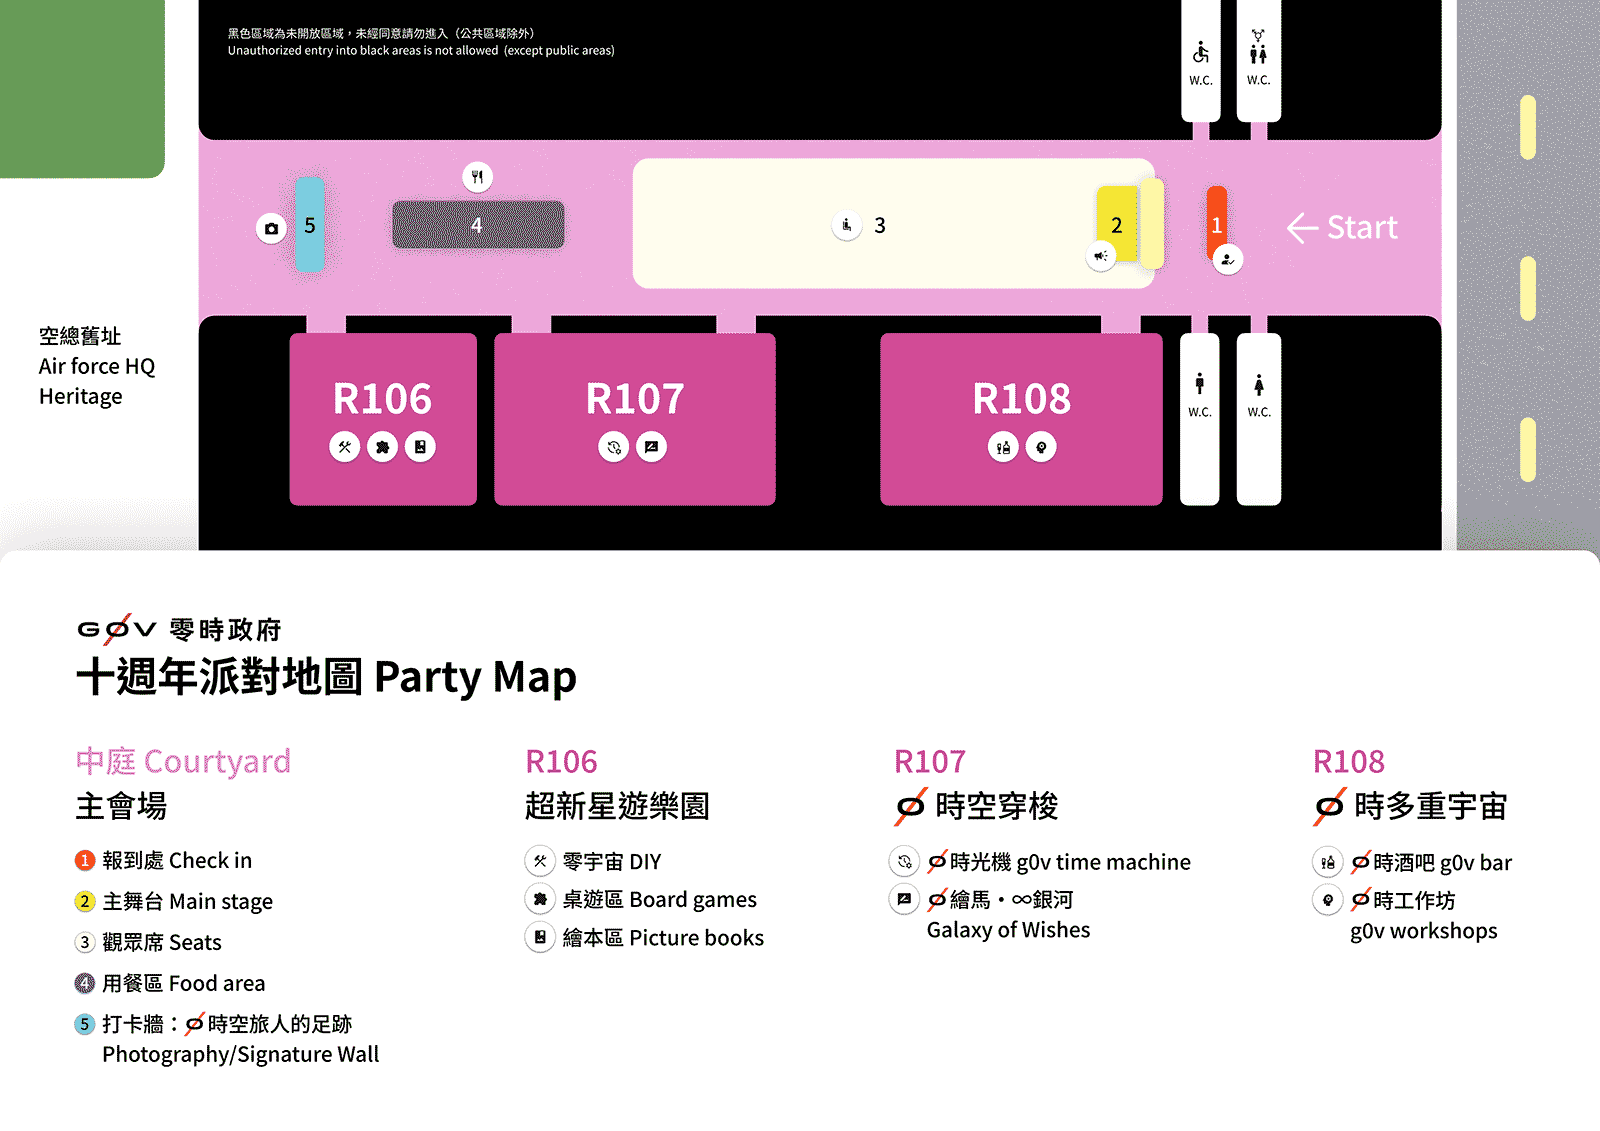 黑色區域為未開放區域，未經同意請勿進入（公共區域除外）
Unauthorized entry into black areas is not allowed (except public areas)
W.C.
W.C.
5
4
3
2
1
← Start
空總舊址
Air force HQ
Heritage
R106
R107
R108
W.C.
W.C.
GØV 零時政府
十週年派對地圖 Party Map
中庭 Courtyard
主會場
1 報到處 Check in
2 主舞台 Main stage
3 觀眾席 Seats
4 用餐區 Food area
5 打卡牆：Ø時空旅人的足跡
Photography/Signature Wall
R106
超新星遊樂園
零宇宙 DIY
桌遊區 Board games
繪本區 Picture books
R107
Ø 時空穿梭
Ø時光機 g0v time machine
Ø繪馬・∞銀河
Galaxy of Wishes
R108
Ø 時多重宇宙
Ø時酒吧 g0v bar
Ø時工作坊
g0v workshops